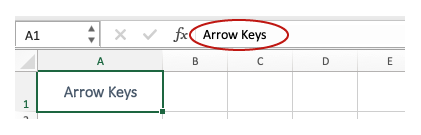 A1 fx Arrow Keys
A B C D E
Arrow Keys
1